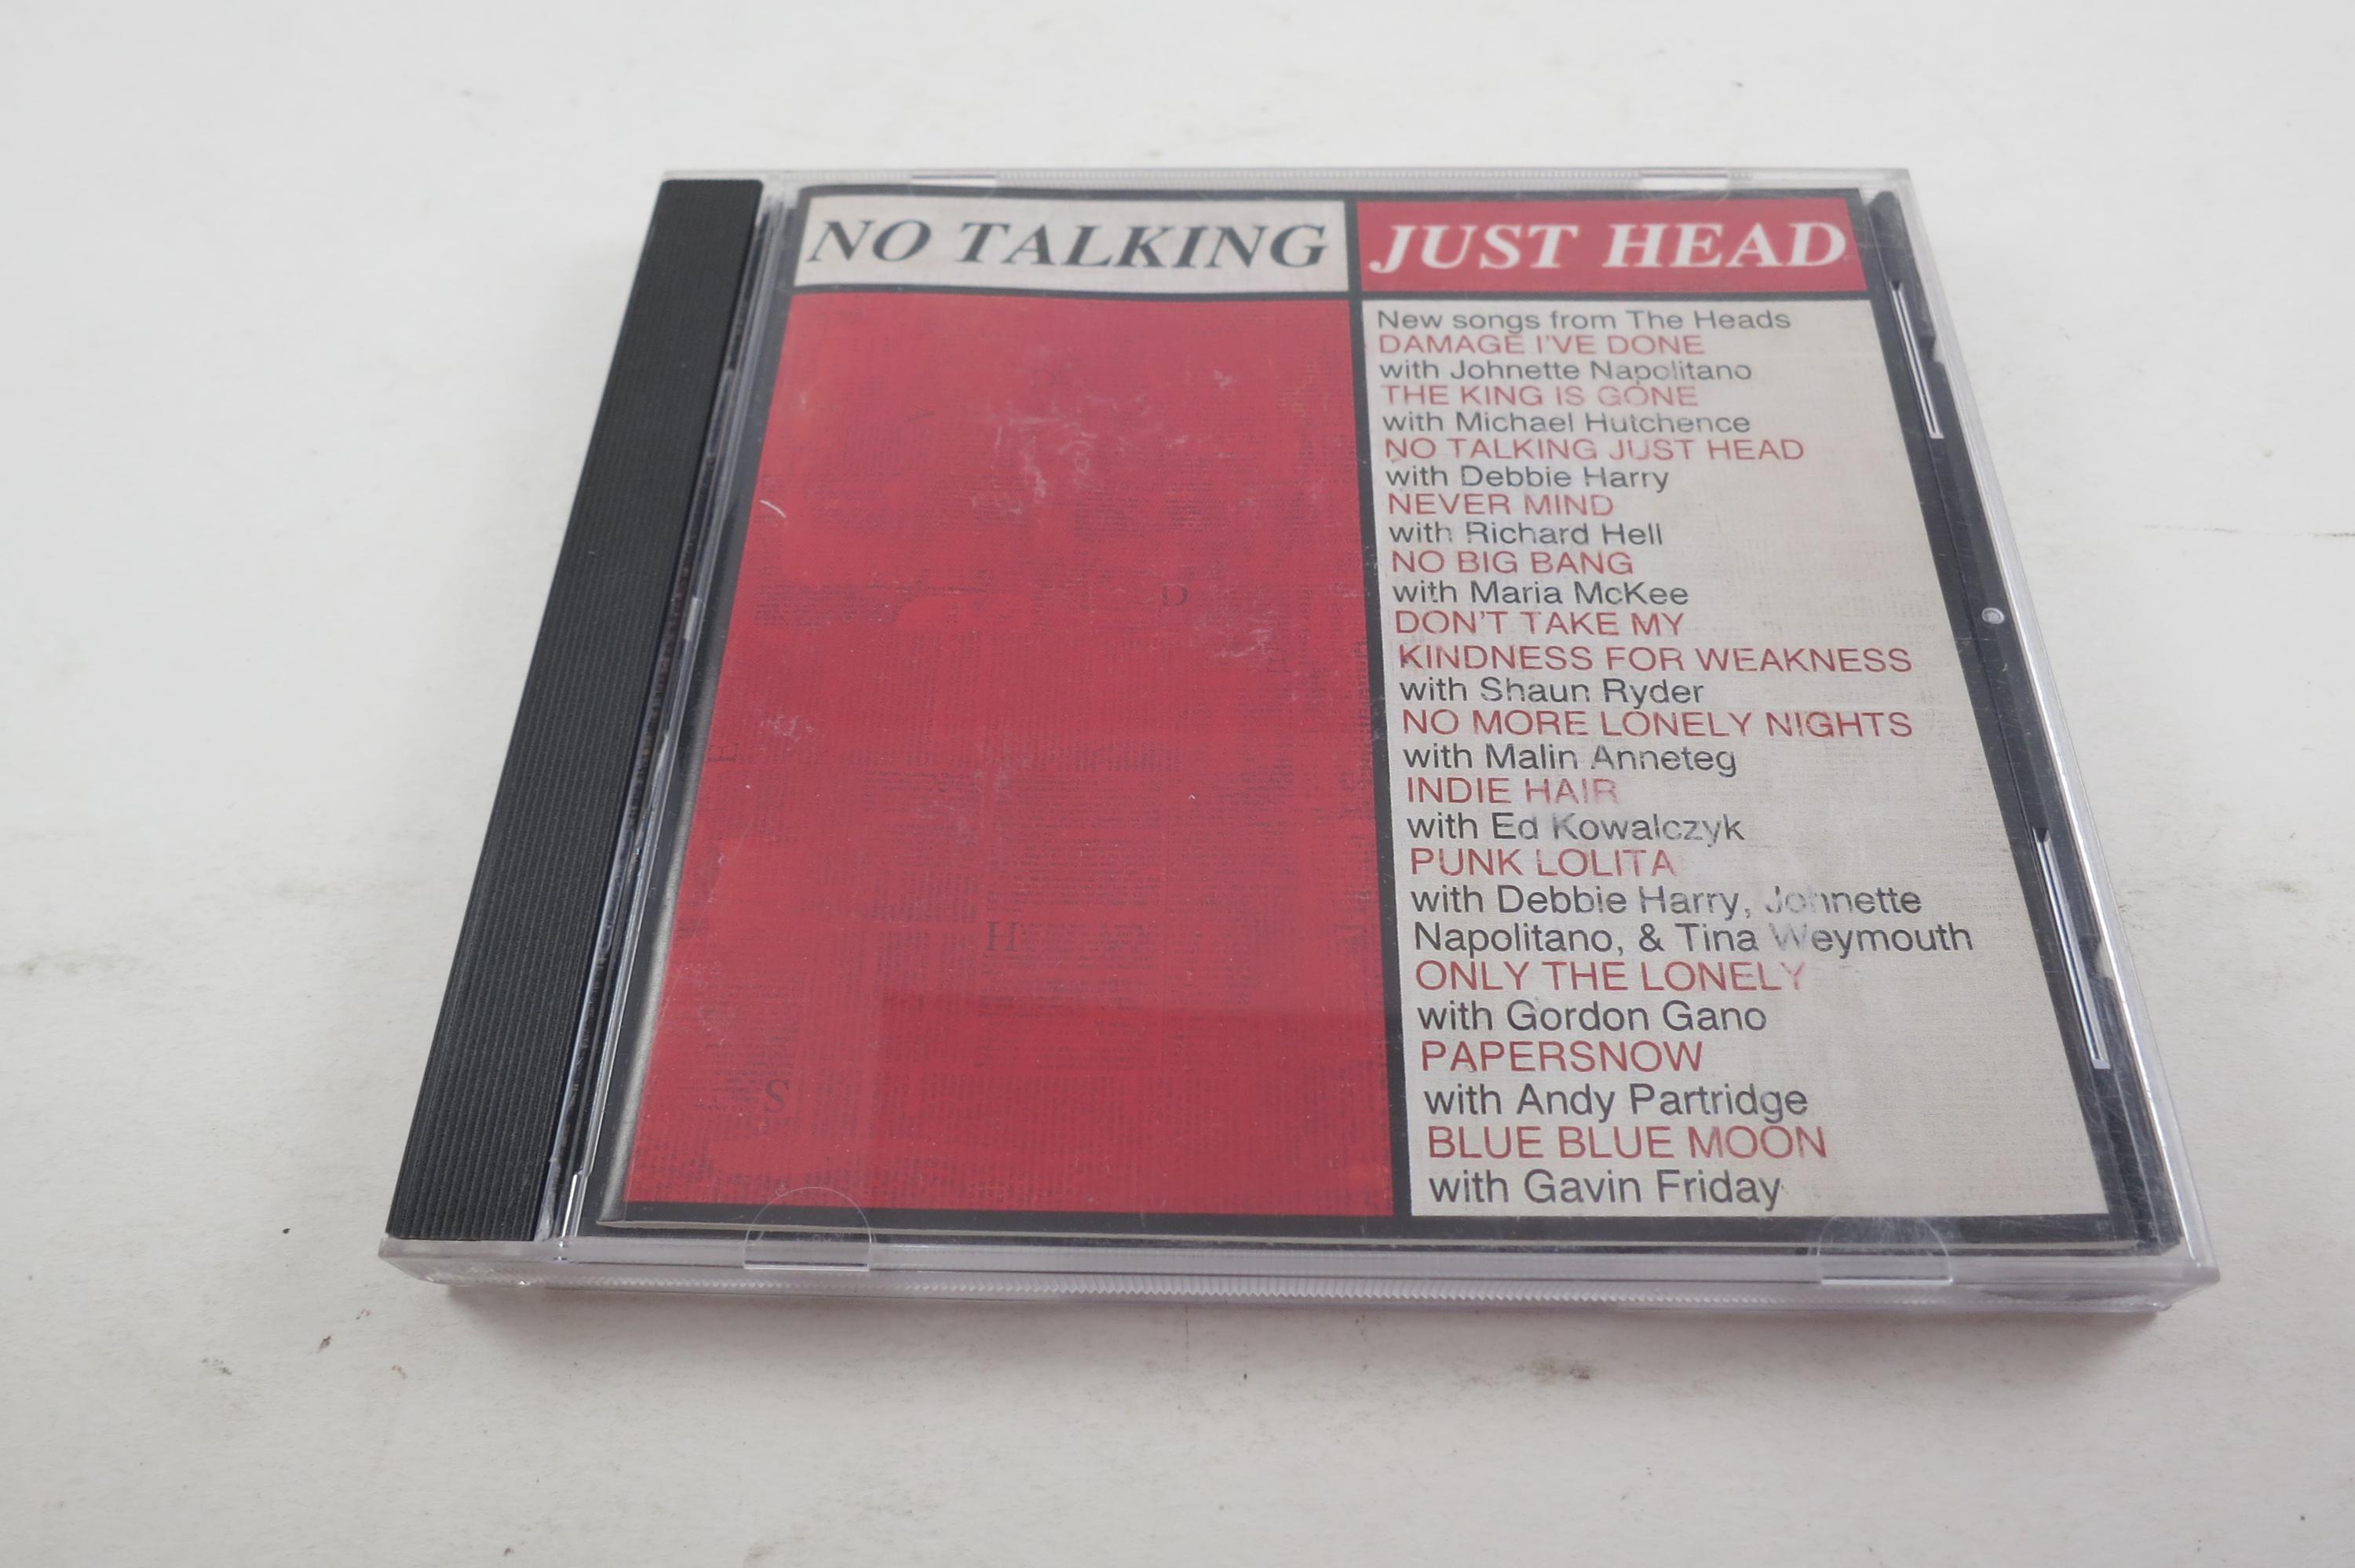 NO TALKING JUST HEAD
New songs from The Heads
DAMAGE I'VE DONE
with Johnette Napolitano
THE KING IS GONE
with Michael Hutchence
NO TALKING JUST HEAD
with Debbie Harry
NEVER MIND
with Richard Hell
NO BIG BANG
with Maria McKee
DON'T TAKE MY
KINDNESS FOR WEAKNESS
with Shaun Ryder
NO MORE LONELY NIGHTS
with Malin Anneteg
INDIE HAIR
with Ed Kowalczyk
PUNK LOLITA
with Debbie Harry, Johnette
Napolitano, & Tina Weymouth
ONLY THE LONELY
with Gordon Gano
PAPERSNOW
with Andy Partridge
BLUE BLUE MOON
with Gavin Friday
D
E
H
S